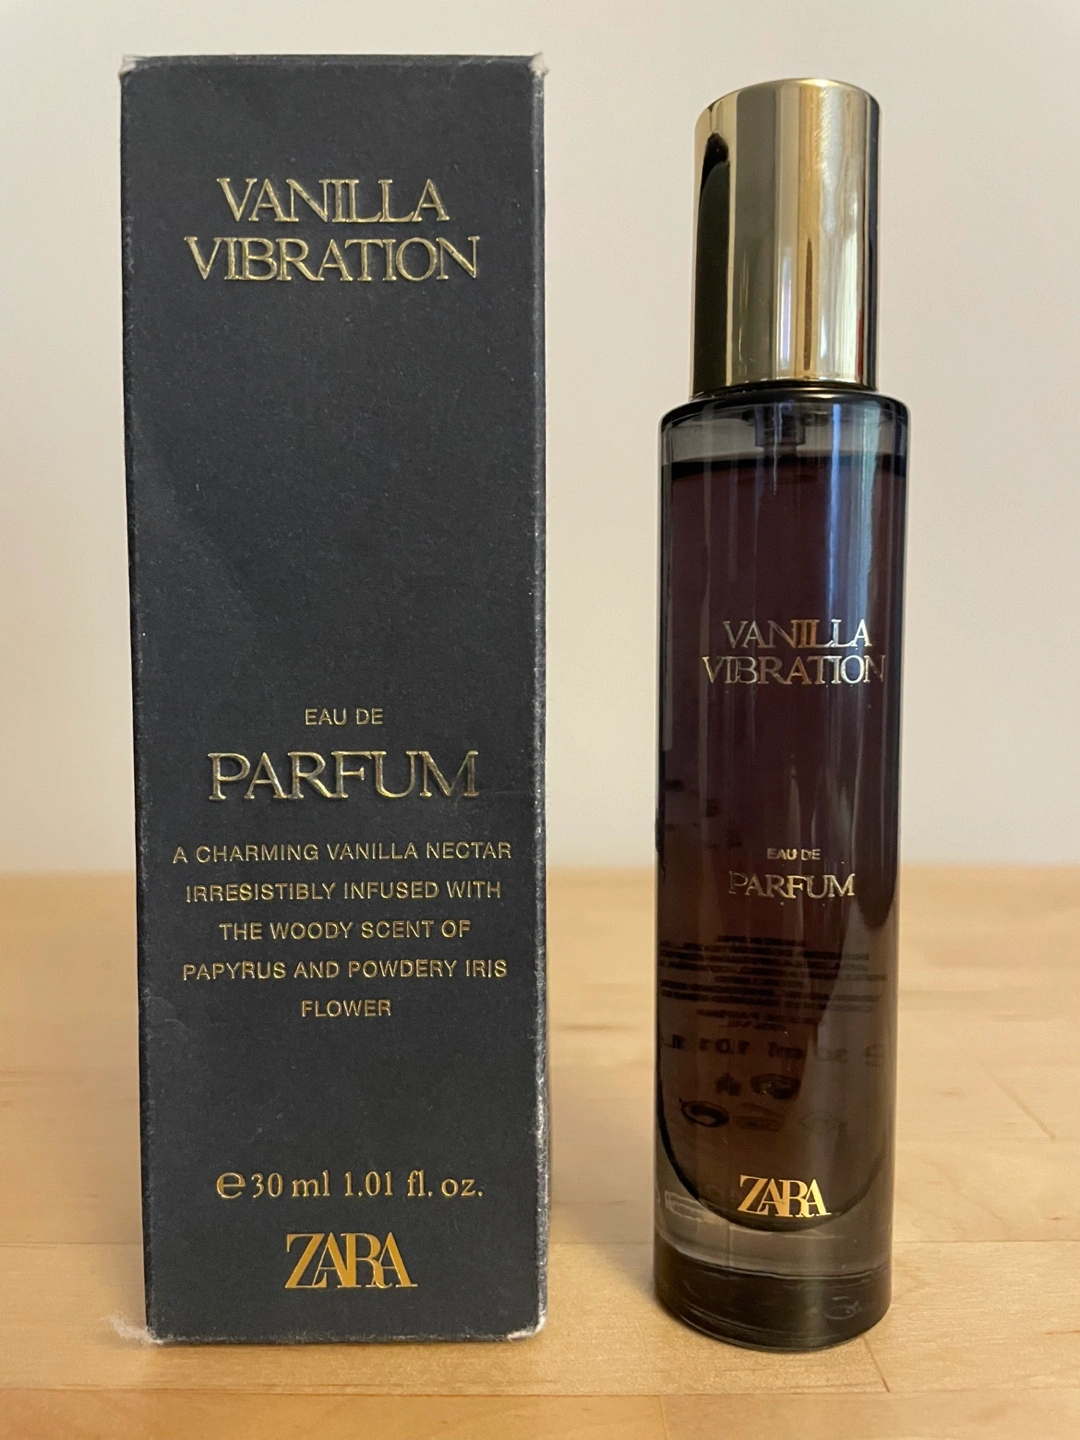 VANILLA
VIBRATION
EAU DE
PARFUM
A CHARMING VANILLA NECTAR
IRRESISTIBLY INFUSED WITH
THE WOODY SCENT OF
PAPYRUS AND POWDERY IRIS
FLOWER
e30 ml 1.01 fl. oz.
ZARA
VANILLA
VIBRATION
EAU DE
PARFUM
ZARA